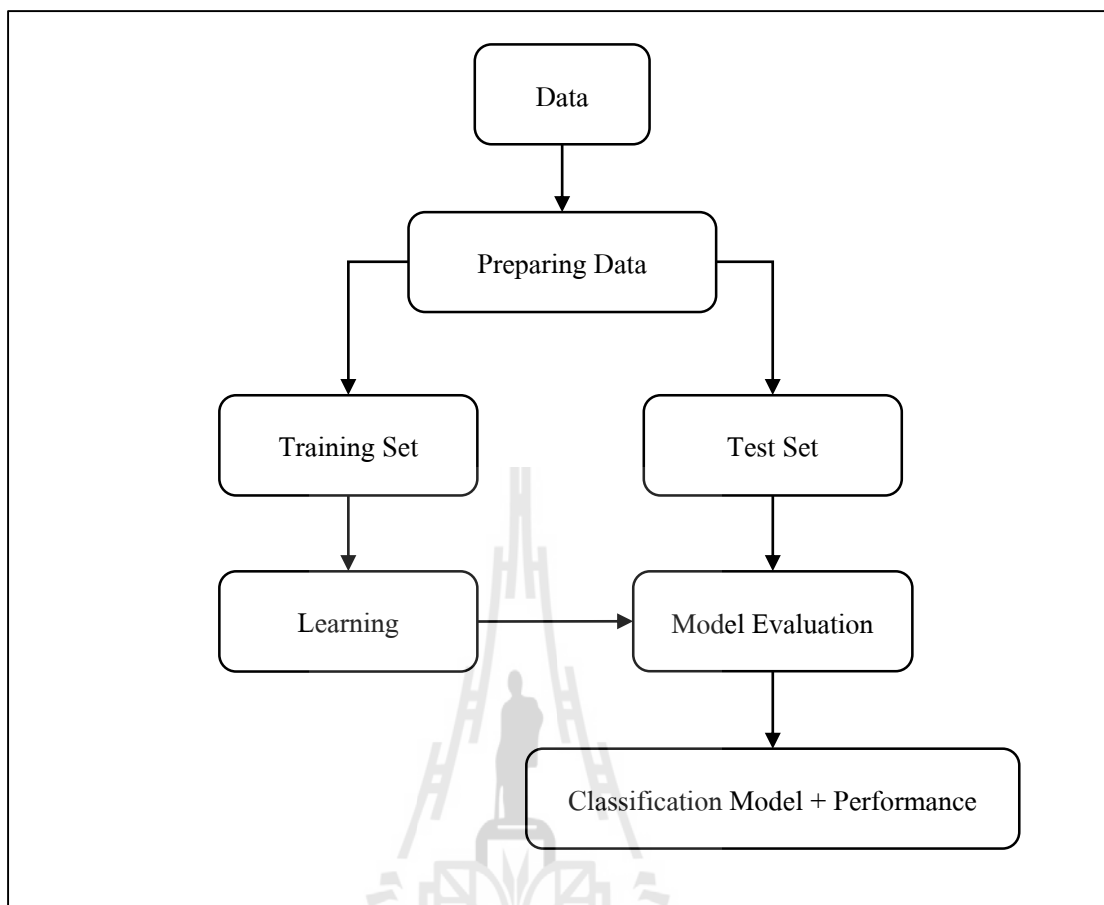 Data
Preparing Data
Training Set
Test Set
Learning
Model Evaluation
Classification Model + Performance